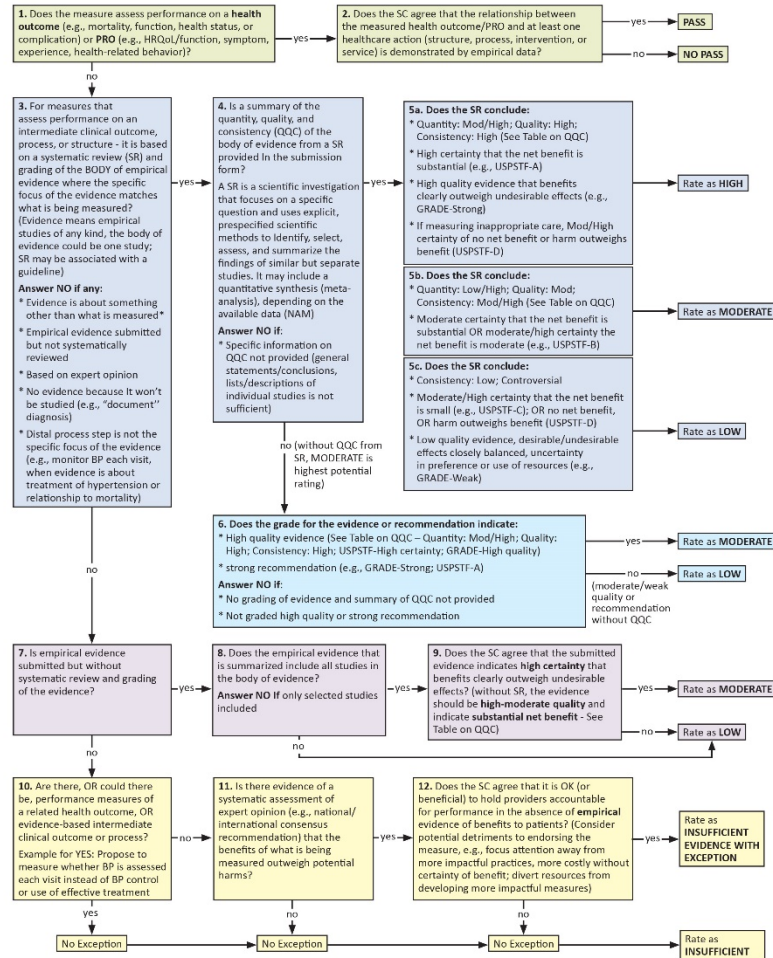 1. Does the measure assess performance on a health
outcome (e.g., mortality, function, health status, or
complication) or PRO (e.g., HRQoL/function, symptom,
experience, health-related behavior)?
yes
2. Does the SC agree that the relationship between
the measured health outcome/PRO and at least one
healthcare action (structure, process, intervention, or
service) is demonstrated by empirical data?
yes
PASS
no
NO PASS
no
3. For measures that
assess performance on an
intermediate clinical outcome,
process, or structure - it is based
on a systematic review (SR) and
grading of the BODY of empirical
evidence where the specific
focus of the evidence matches
what is being measured?
(Evidence means empirical
studies of any kind, the body of
evidence could be one study;
SR may be associated with a
guideline)
Answer NO if any:
* Evidence is about something
other than what is measured*
* Empirical evidence submitted
but not systematically
reviewed
* Based on expert opinion
* No evidence because It won't
be studied (e.g., "document"
diagnosis)
* Distal process step is not the
specific focus of the evidence
(e.g., monitor BP each visit,
when evidence is about
treatment of hypertension or
relationship to mortality)
yes
4. Is a summary of the
quantity, quality, and
consistency (QQC) of the
body of evidence from a SR
provided In the submission
form?
A SR is a scientific investigation
that focuses on a specific
question and uses explicit,
prespecified scientific
methods to Identify, select,
assess, and summarize the
findings of similar but separate
studies. It may include a
quantitative synthesis (meta-
analysis), depending on the
available data (NAM)
Answer NO if:
* Specific information on
QQC not provided (general
statements/conclusions,
lists/descriptions of
individual studies is not
sufficient)
yes
5a. Does the SR conclude:
* Quantity: Mod/High; Quality: High;
Consistency: High (See Table on QQC)
* High certainty that the net benefit is
substantial (e.g., USPSTF-A)
* High quality evidence that benefits
clearly outweigh undesirable effects (e.g.,
GRADE-Strong)
* If measuring inappropriate care, Mod/High
certainty of no net benefit or harm outweighs
benefit (USPSTF-D)
Rate as HIGH
5b. Does the SR conclude:
* Quantity: Low/High; Quality: Mod;
Consistency: Mod/High (See Table on QQC)
* Moderate certainty that the net benefit is
substantial OR moderate/high certainty the
net benefit is moderate (e.g., USPSTF-B)
Rate as MODERATE
5c. Does the SR conclude:
* Consistency: Low; Controversial
* Moderate/High certainty that the net benefit
is small (e.g., USPSTF-C); OR no net benefit,
OR harm outweighs benefit (USPSTF-D)
* Low quality evidence, desirable/undesirable
effects closely balanced, uncertainty
in preference or use of resources (e.g.,
GRADE-Weak)
Rate as LOW
no (without QQC from
SR, MODERATE is
highest potential
rating)
6. Does the grade for the evidence or recommendation indicate:
* High quality evidence (See Table on QQC – Quantity: Mod/High; Quality:
High; Consistency: High; USPSTF-High certainty; GRADE-High quality)
* strong recommendation (e.g., GRADE-Strong; USPSTF-A)
Answer NO if:
* No grading of evidence and summary of QQC not provided
* Not graded high quality or strong recommendation
yes
Rate as MODERATE
no
(moderate/weak
quality or
recommendation
without QQC
Rate as LOW
no
7. Is empirical evidence
submitted but without
systematic review and grading
of the evidence?
yes
8. Does the empirical evidence that
is summarized include all studies in
the body of evidence?
Answer NO If only selected studies
included
yes
9. Does the SC agree that the submitted
evidence indicates high certainty that
benefits clearly outweigh undesirable
effects? (without SR, the evidence
should be high-moderate quality and
indicate substantial net benefit - See
Table on QQC)
yes
Rate as MODERATE
no
Rate as LOW
no
no
10. Are there, OR could there
be, performance measures of
a related health outcome, OR
evidence-based intermediate
clinical outcome or process?
Example for YES: Propose to
measure whether BP is assessed
each visit instead of BP control
or use of effective treatment
no
11. Is there evidence of a
systematic assessment of
expert opinion (e.g., national/
international consensus
recommendation) that the
benefits of what is being
measured outweigh potential
harms?
yes
12. Does the SC agree that it is OK (or
beneficial) to hold providers accountable
for performance in the absence of empirical
evidence of benefits to patients? (Consider
potential detriments to endorsing the
measure, e.g., focus attention away from
more impactful practices, more costly without
certainty of benefit; divert resources from
developing more impactful measures)
yes
Rate as
INSUFFICIENT
EVIDENCE WITH
EXCEPTION
yes
no
no
No Exception
No Exception
No Exception
Rate as
INSUFFICIENT